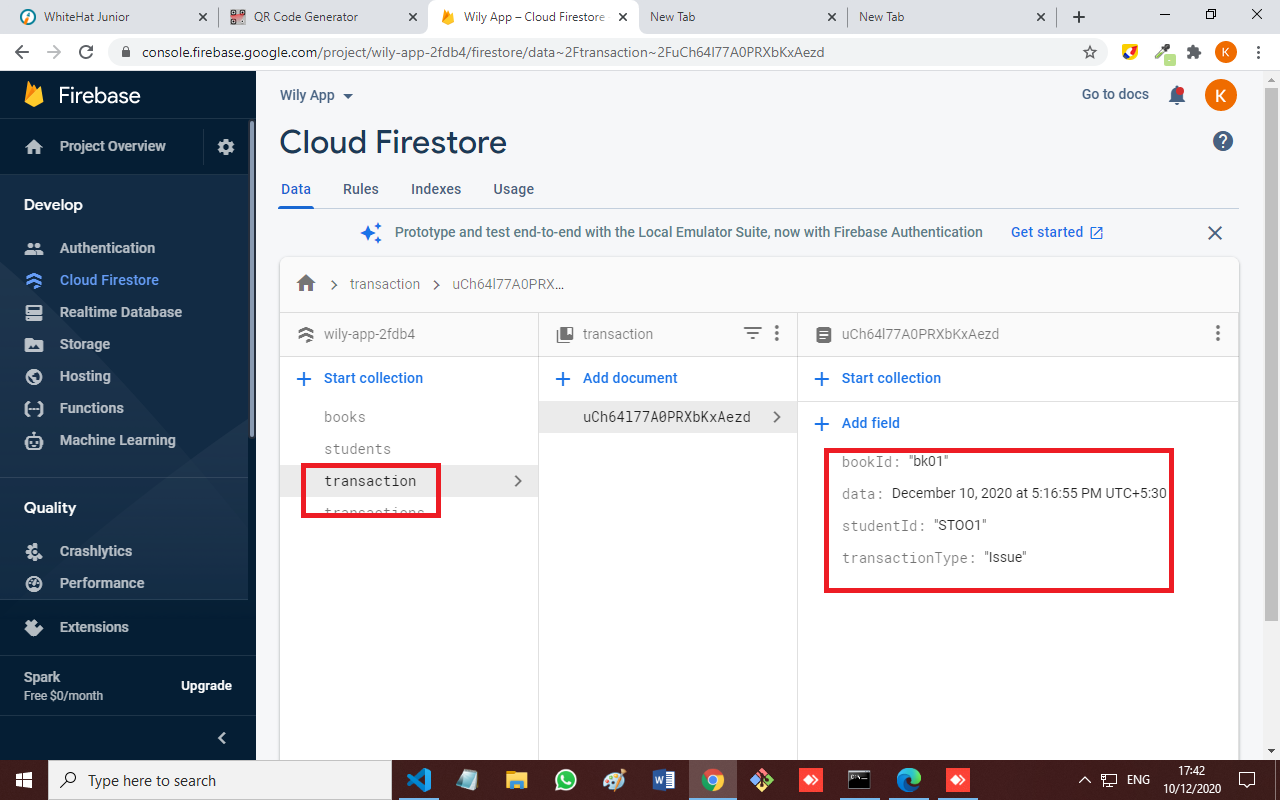 WhiteHat Junior
QR Code Generator
Wily App – Cloud Firestore
New Tab
New Tab
console.firebase.google.com/project/wily-app-2fdb4/firestore/data~2Ftransaction~2FuCh64l77A0PRXbKxAezd
K
Firebase
Wily App
Go to docs
K
Project Overview
Cloud Firestore
Data Rules Indexes Usage
Develop
Authentication
Cloud Firestore
Realtime Database
Storage
Hosting
Functions
Machine Learning
Quality
Crashlytics
Performance
Extensions
Spark
Free $0/month
Upgrade
Prototype and test end-to-end with the Local Emulator Suite, now with Firebase Authentication Get started
transaction uCh64l77A0PRX...
wily-app-2fdb4
Start collection
books
students
transaction
transactions
transaction
Add document
uCh64l77A0PRXbKxAezd
uCh64l77A0PRXbKxAezd
Start collection
Add field
bookId: "bk01"
data: December 10, 2020 at 5:16:55 PM UTC+5:30
studentId: "STOO1"
transactionType: "Issue"
Type here to search
ENG
17:42
10/12/2020